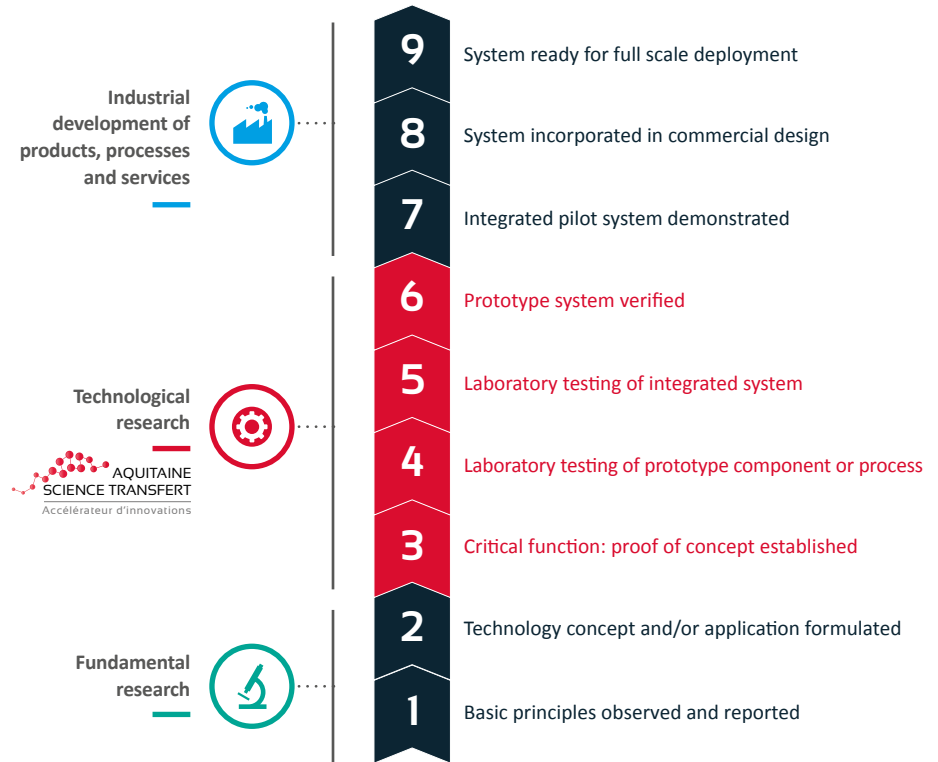 9 System ready for full scale deployment
Industrial
development of
products, processes
and services
8 System incorporated in commercial design
7 Integrated pilot system demonstrated
6 Prototype system verified
5 Laboratory testing of integrated system
Technological
research
AQUITAINE
SCIENCE TRANSFERT
Accélérateur d'innovations
4 Laboratory testing of prototype component or process
3 Critical function: proof of concept established
2 Technology concept and/or application formulated
Fundamental
research
1 Basic principles observed and reported